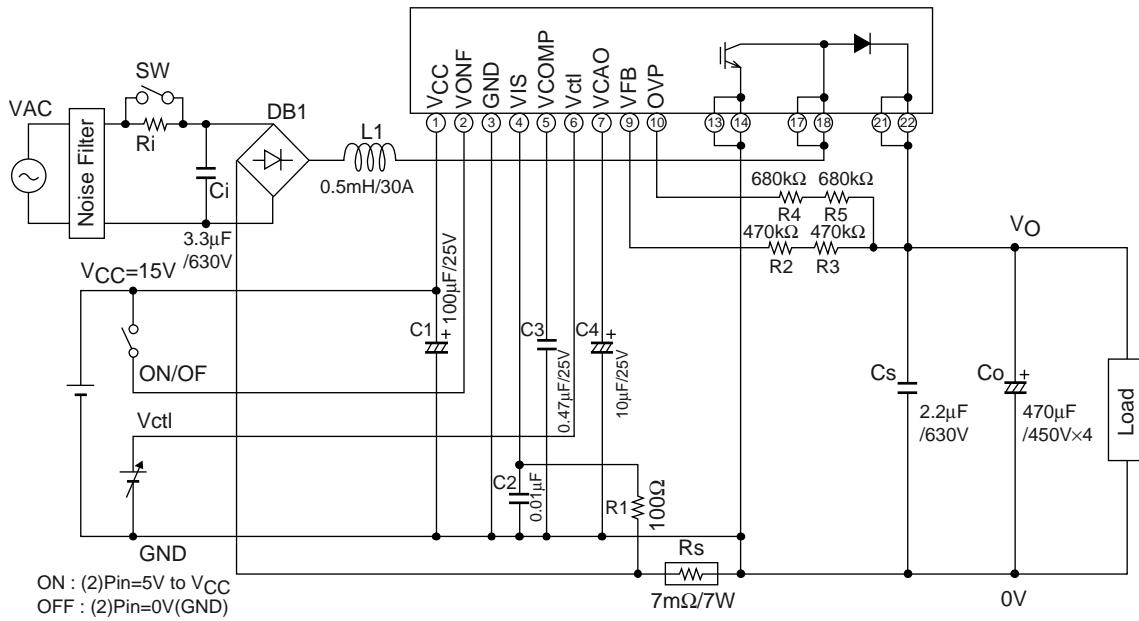 VCC
VONF
GND
VIS
VCOMP
Vctl
VCAO
VFB
OVP
1
2
3
4
5
6
7
9
10
13
14
17
18
21
22
SW
VAC
Noise Filter
Ri
Ci
3.3μF
/630V
DB1
L1
0.5mH/30A
680kΩ
680kΩ
R4
R5
470kΩ
470kΩ
R2
R3
VO
VCC=15V
100μF/25V
C1
+
C3
0.47μF/25V
C4
+
10μF/25V
ON/OF
Vctl
C2
0.01μF
R1
100Ω
Cs
2.2μF
/630V
Co
+
470μF
/450V×4
Load
GND
Rs
7mΩ/7W
0V
ON : (2)Pin=5V to VCC
OFF : (2)Pin=0V(GND)